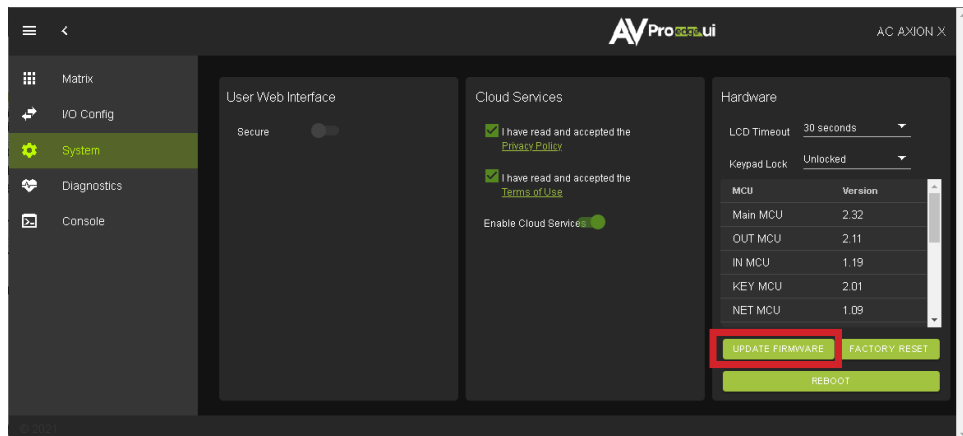 AVProedge.ui
AC AXION X
Matrix
I/O Config
System
Diagnostics
Console
User Web Interface
Secure
Cloud Services
I have read and accepted the
Privacy Policy
I have read and accepted the
Terms of Use
Enable Cloud Services
Hardware
LCD Timeout 30 seconds
Keypad Lock Unlocked
MCU Version
Main MCU 2.32
OUT MCU 2.11
IN MCU 1.19
KEY MCU 2.01
NET MCU 1.09
UPDATE FIRMWARE FACTORY RESET
REBOOT
© 2021